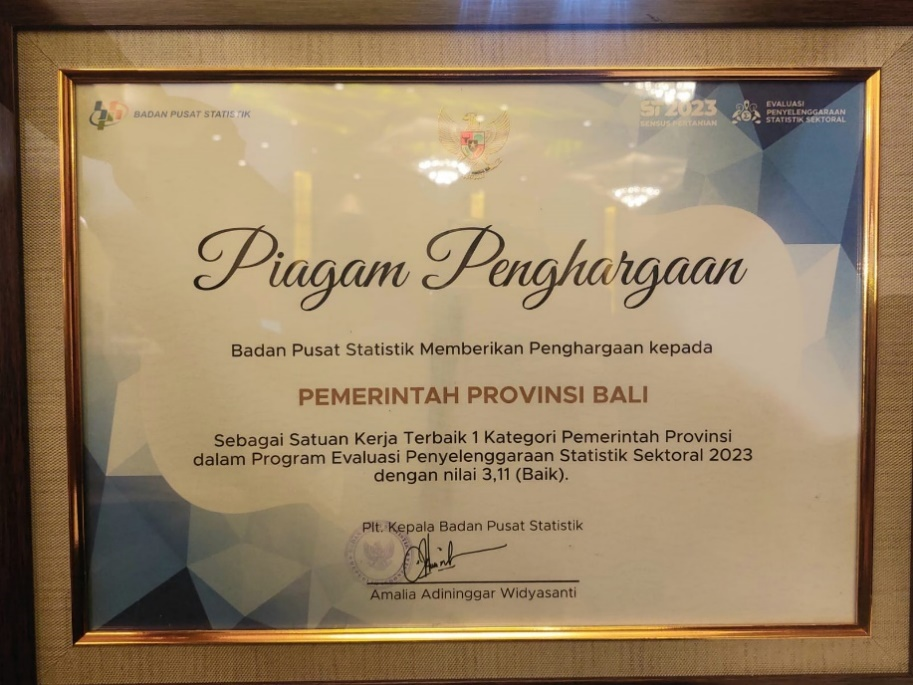 BADAN PUSAT STATISTIK
ST 2023
SENSUS PERTANIAN
EVALUASI
PENYELENGGARAAN
STATISTIK SEKTORAL
Piagam Penghargaan
Badan Pusat Statistik Memberikan Penghargaan kepada
PEMERINTAH PROVINSI BALI
Sebagai Satuan Kerja Terbaik 1 Kategori Pemerintah Provinsi
dalam Program Evaluasi Penyelenggaraan Statistik Sektoral 2023
dengan nilai 3,11 (Baik).
Plt. Kepala Badan Pusat Statistik
Amalia Adininggar Widyasanti